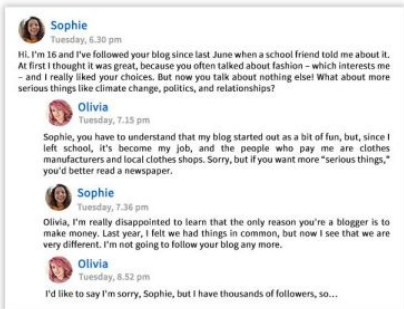 Sophie
Tuesday, 6.30 pm
Hi. I'm 16 and I've followed your blog since last June when a school friend told me about it.
At first I thought it was great, because you often talked about fashion – which interests me
– and I really liked your choices. But now you talk about nothing else! What about more
serious things like climate change, politics, and relationships?
Olivia
Tuesday, 7.15 pm
Sophie, you have to understand that my blog started out as a bit of fun, but, since I
left school, it's become my job, and the people who pay me are clothes
manufacturers and local clothes shops. Sorry, but if you want more “serious things,”
you'd better read a newspaper.
Sophie
Tuesday, 7.36 pm
Olivia, I'm really disappointed to learn that the only reason you're a blogger is to
make money. Last year, I felt we had things in common, but now I see that we are
very different. I'm not going to follow your blog any more.
Olivia
Tuesday, 8.52 pm
I'd like to say I'm sorry, Sophie, but I have thousands of followers, so...